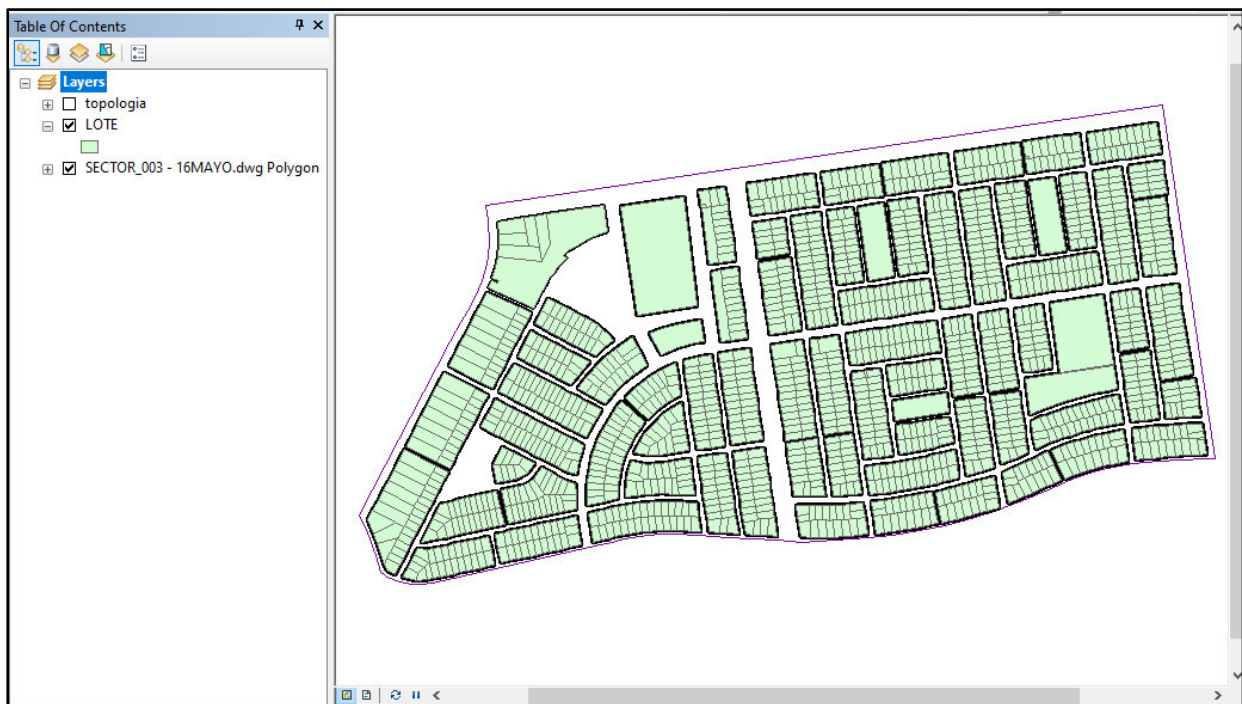 Table Of Contents
Layers
topologia
LOTE
SECTOR_003 - 16MAYO.dwg Polygon